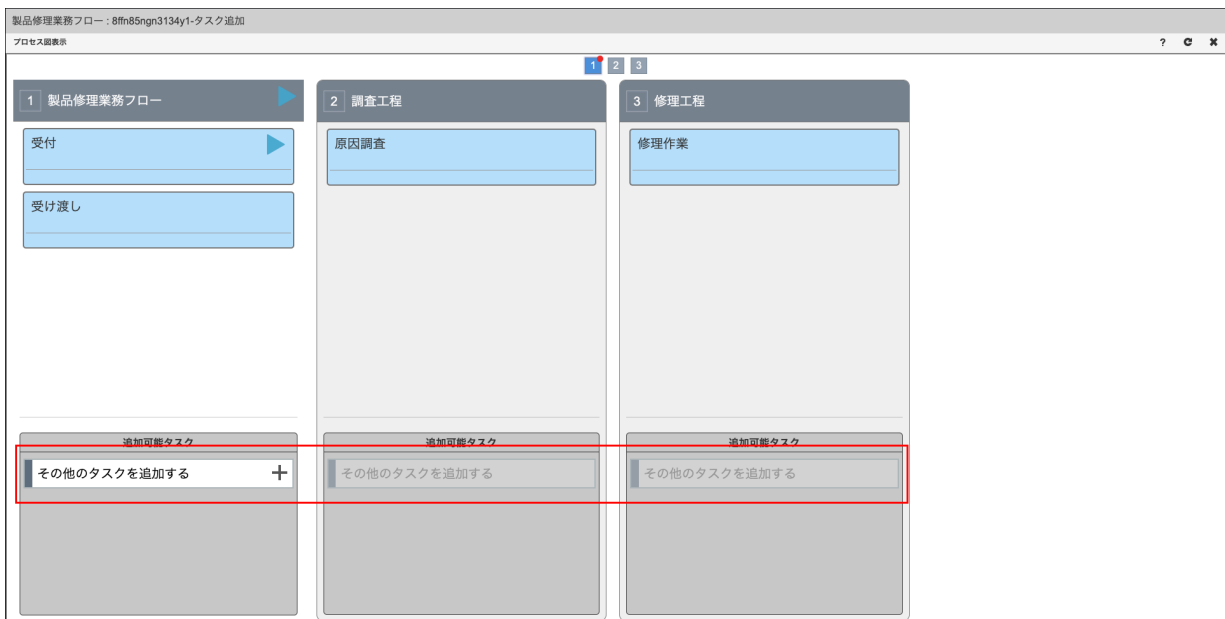 製品修理業務フロー : 8ffn85ngn3134y1-タスク追加
プロセス図表示
?
1 2 3
1 製品修理業務フロー
受付
受け渡し
追加可能タスク
その他のタスクを追加する
2 調査工程
原因調査
追加可能タスク
その他のタスクを追加する
3 修理工程
修理作業
追加可能タスク
その他のタスクを追加する